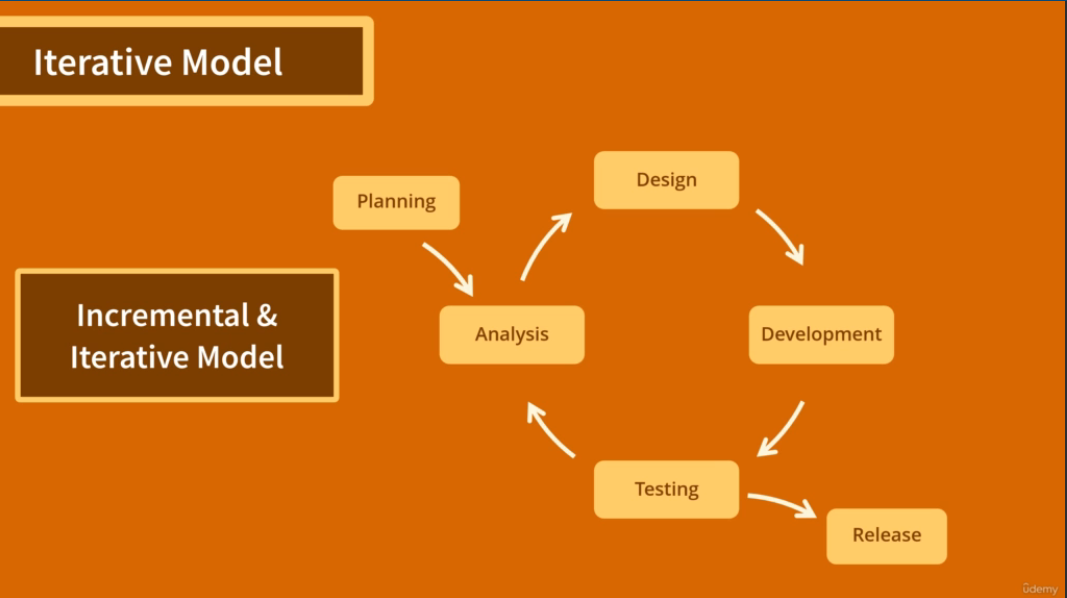 Iterative Model
Design
Planning
Incremental &
Iterative Model
Analysis
Development
Testing
Release
ûdemy